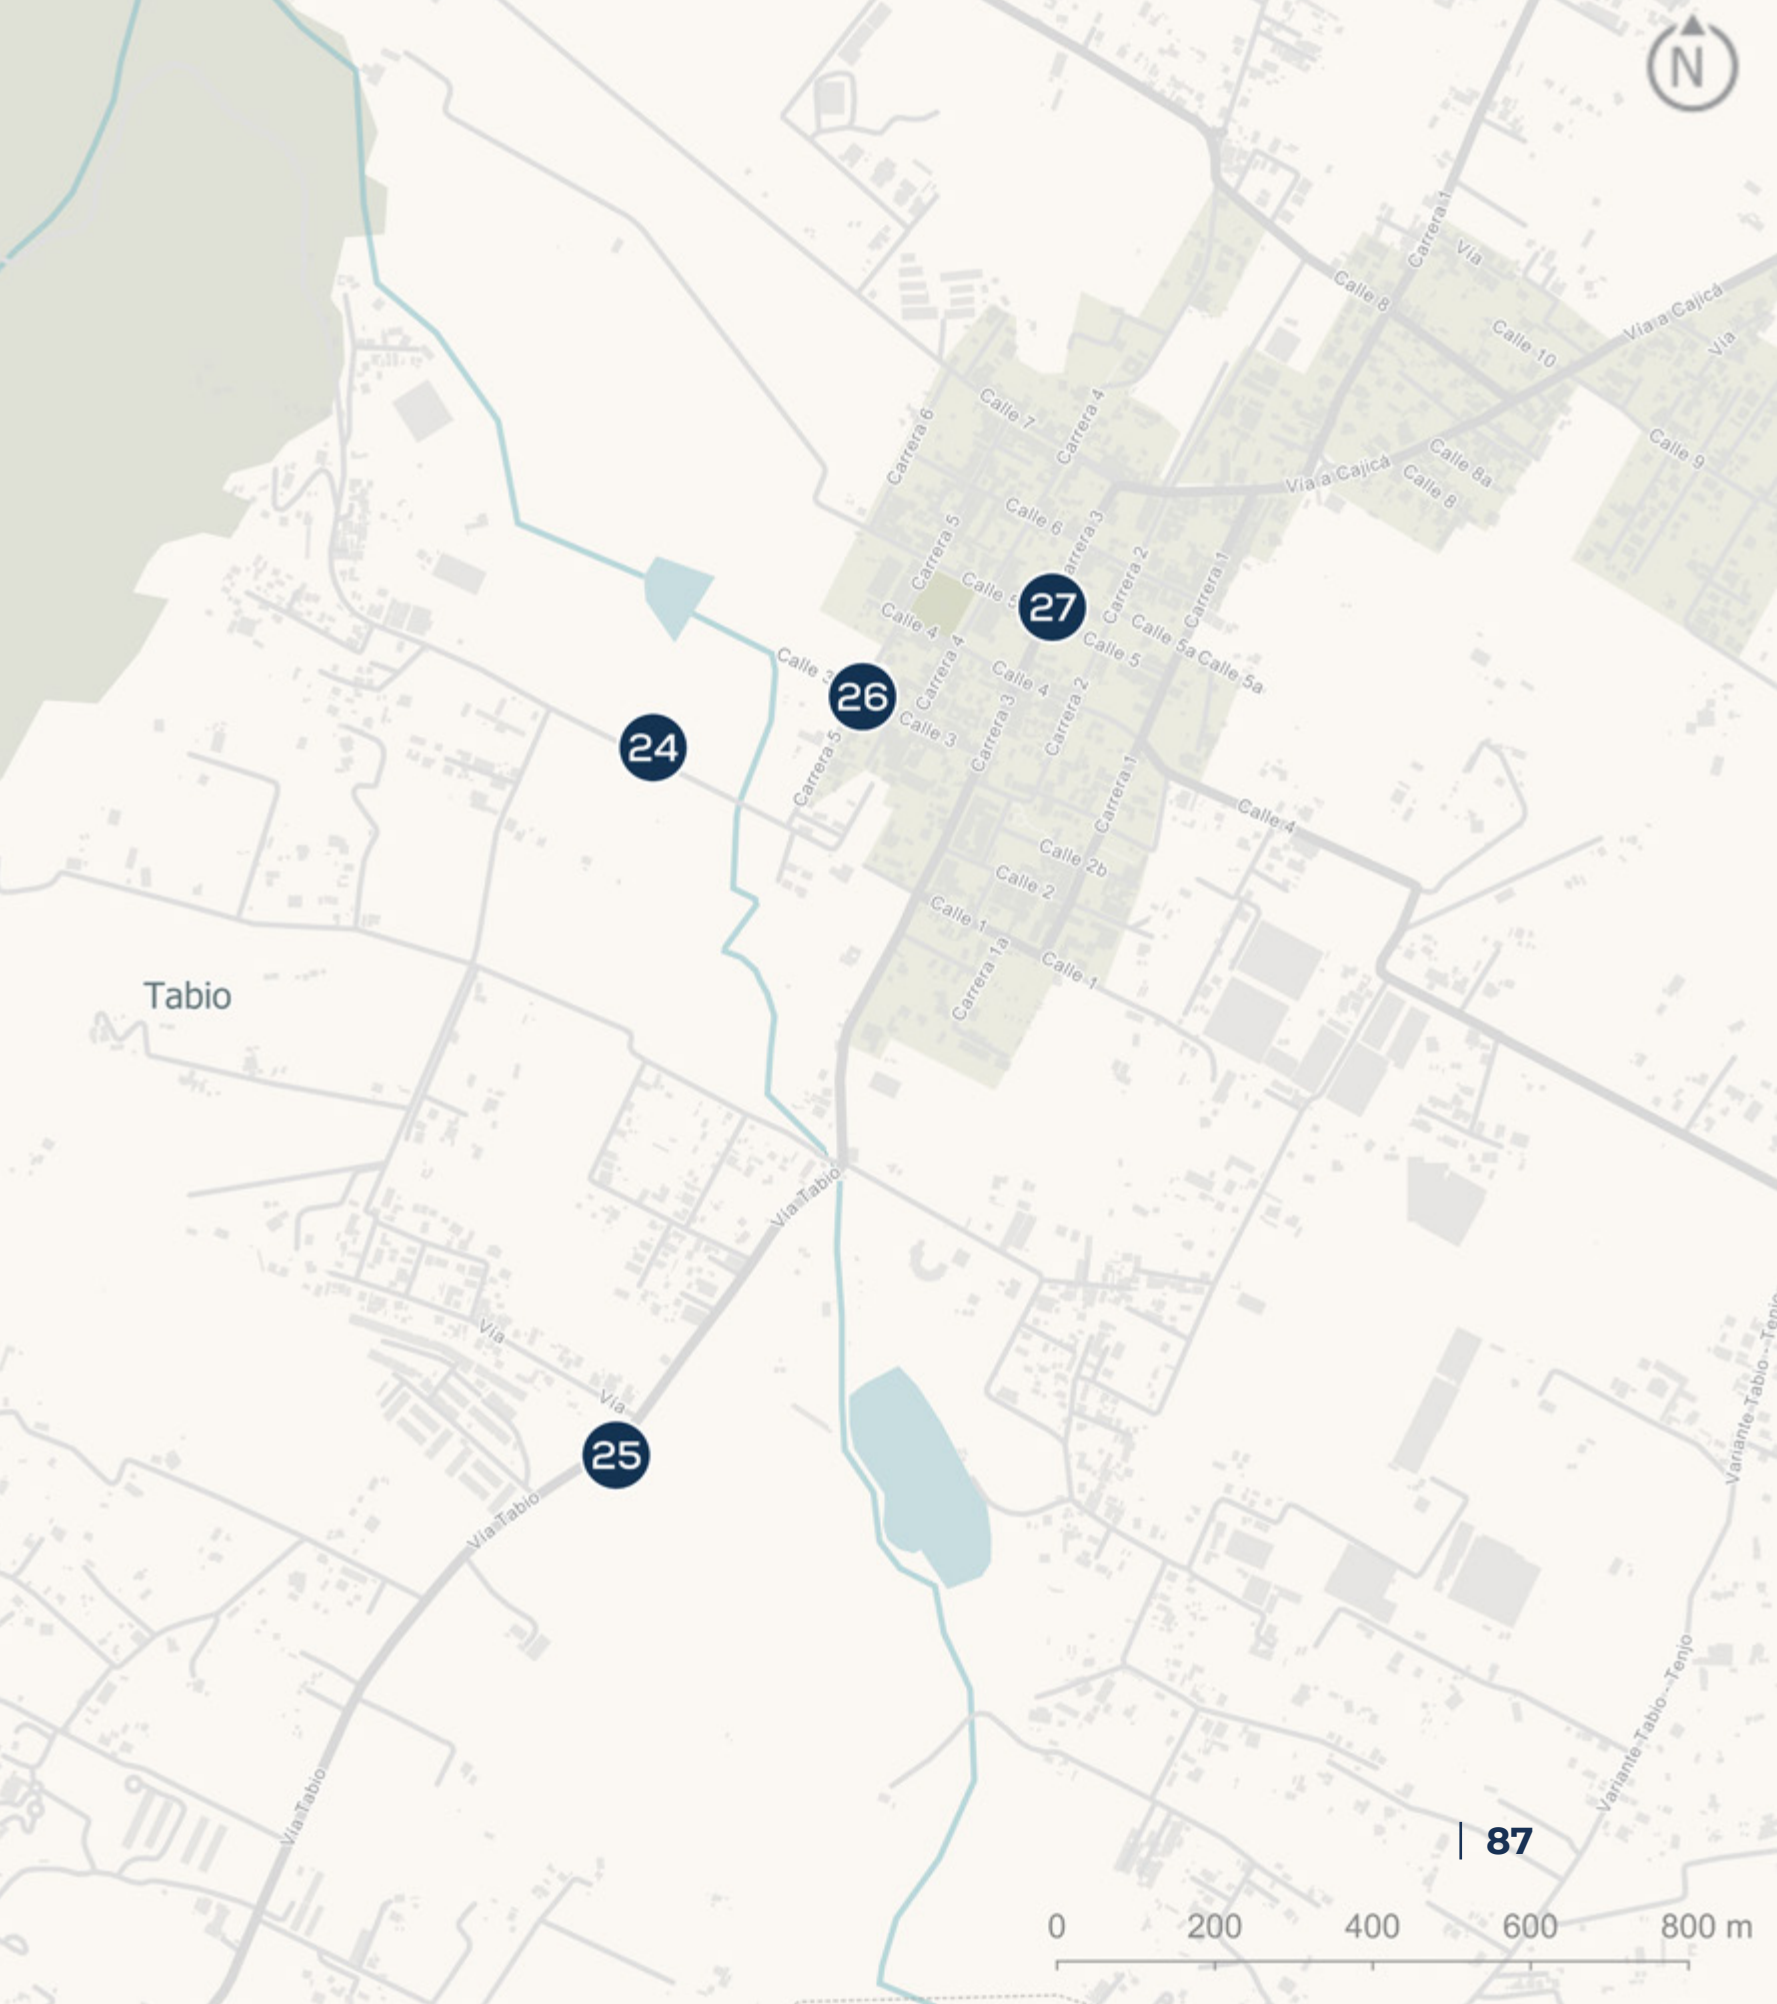 N
Carrera 1
Vía
Calle 8
Vía a Cajicá
Calle 10
Vía
Carrera 6
Calle 7
Carrera 4
Calle 9
Vía a Cajicá
Calle 8a
Calle 8
Calle 6
Carrera 5
arrera 3
Carrera 2
Carrera 1
Calle 5
27
Calle 4
Calle 5a
Calle 5
Calle 5a
Calle 3
26
Carrera 4
Calle 4
Carrera 2
24
Calle 3
Carrera 3
Carrera 5
Carrera 1
Calle 4
Calle 2b
Calle 2
Calle 1
Carrera 1a
Calle 1
Tabio
Vía Tabio
Vía
Vía
25
Vía Tabio
Variante Tabio - Tenjo
Variante Tabio - Tenjo
Vía Tabio
87
0 200 400 600 800 m